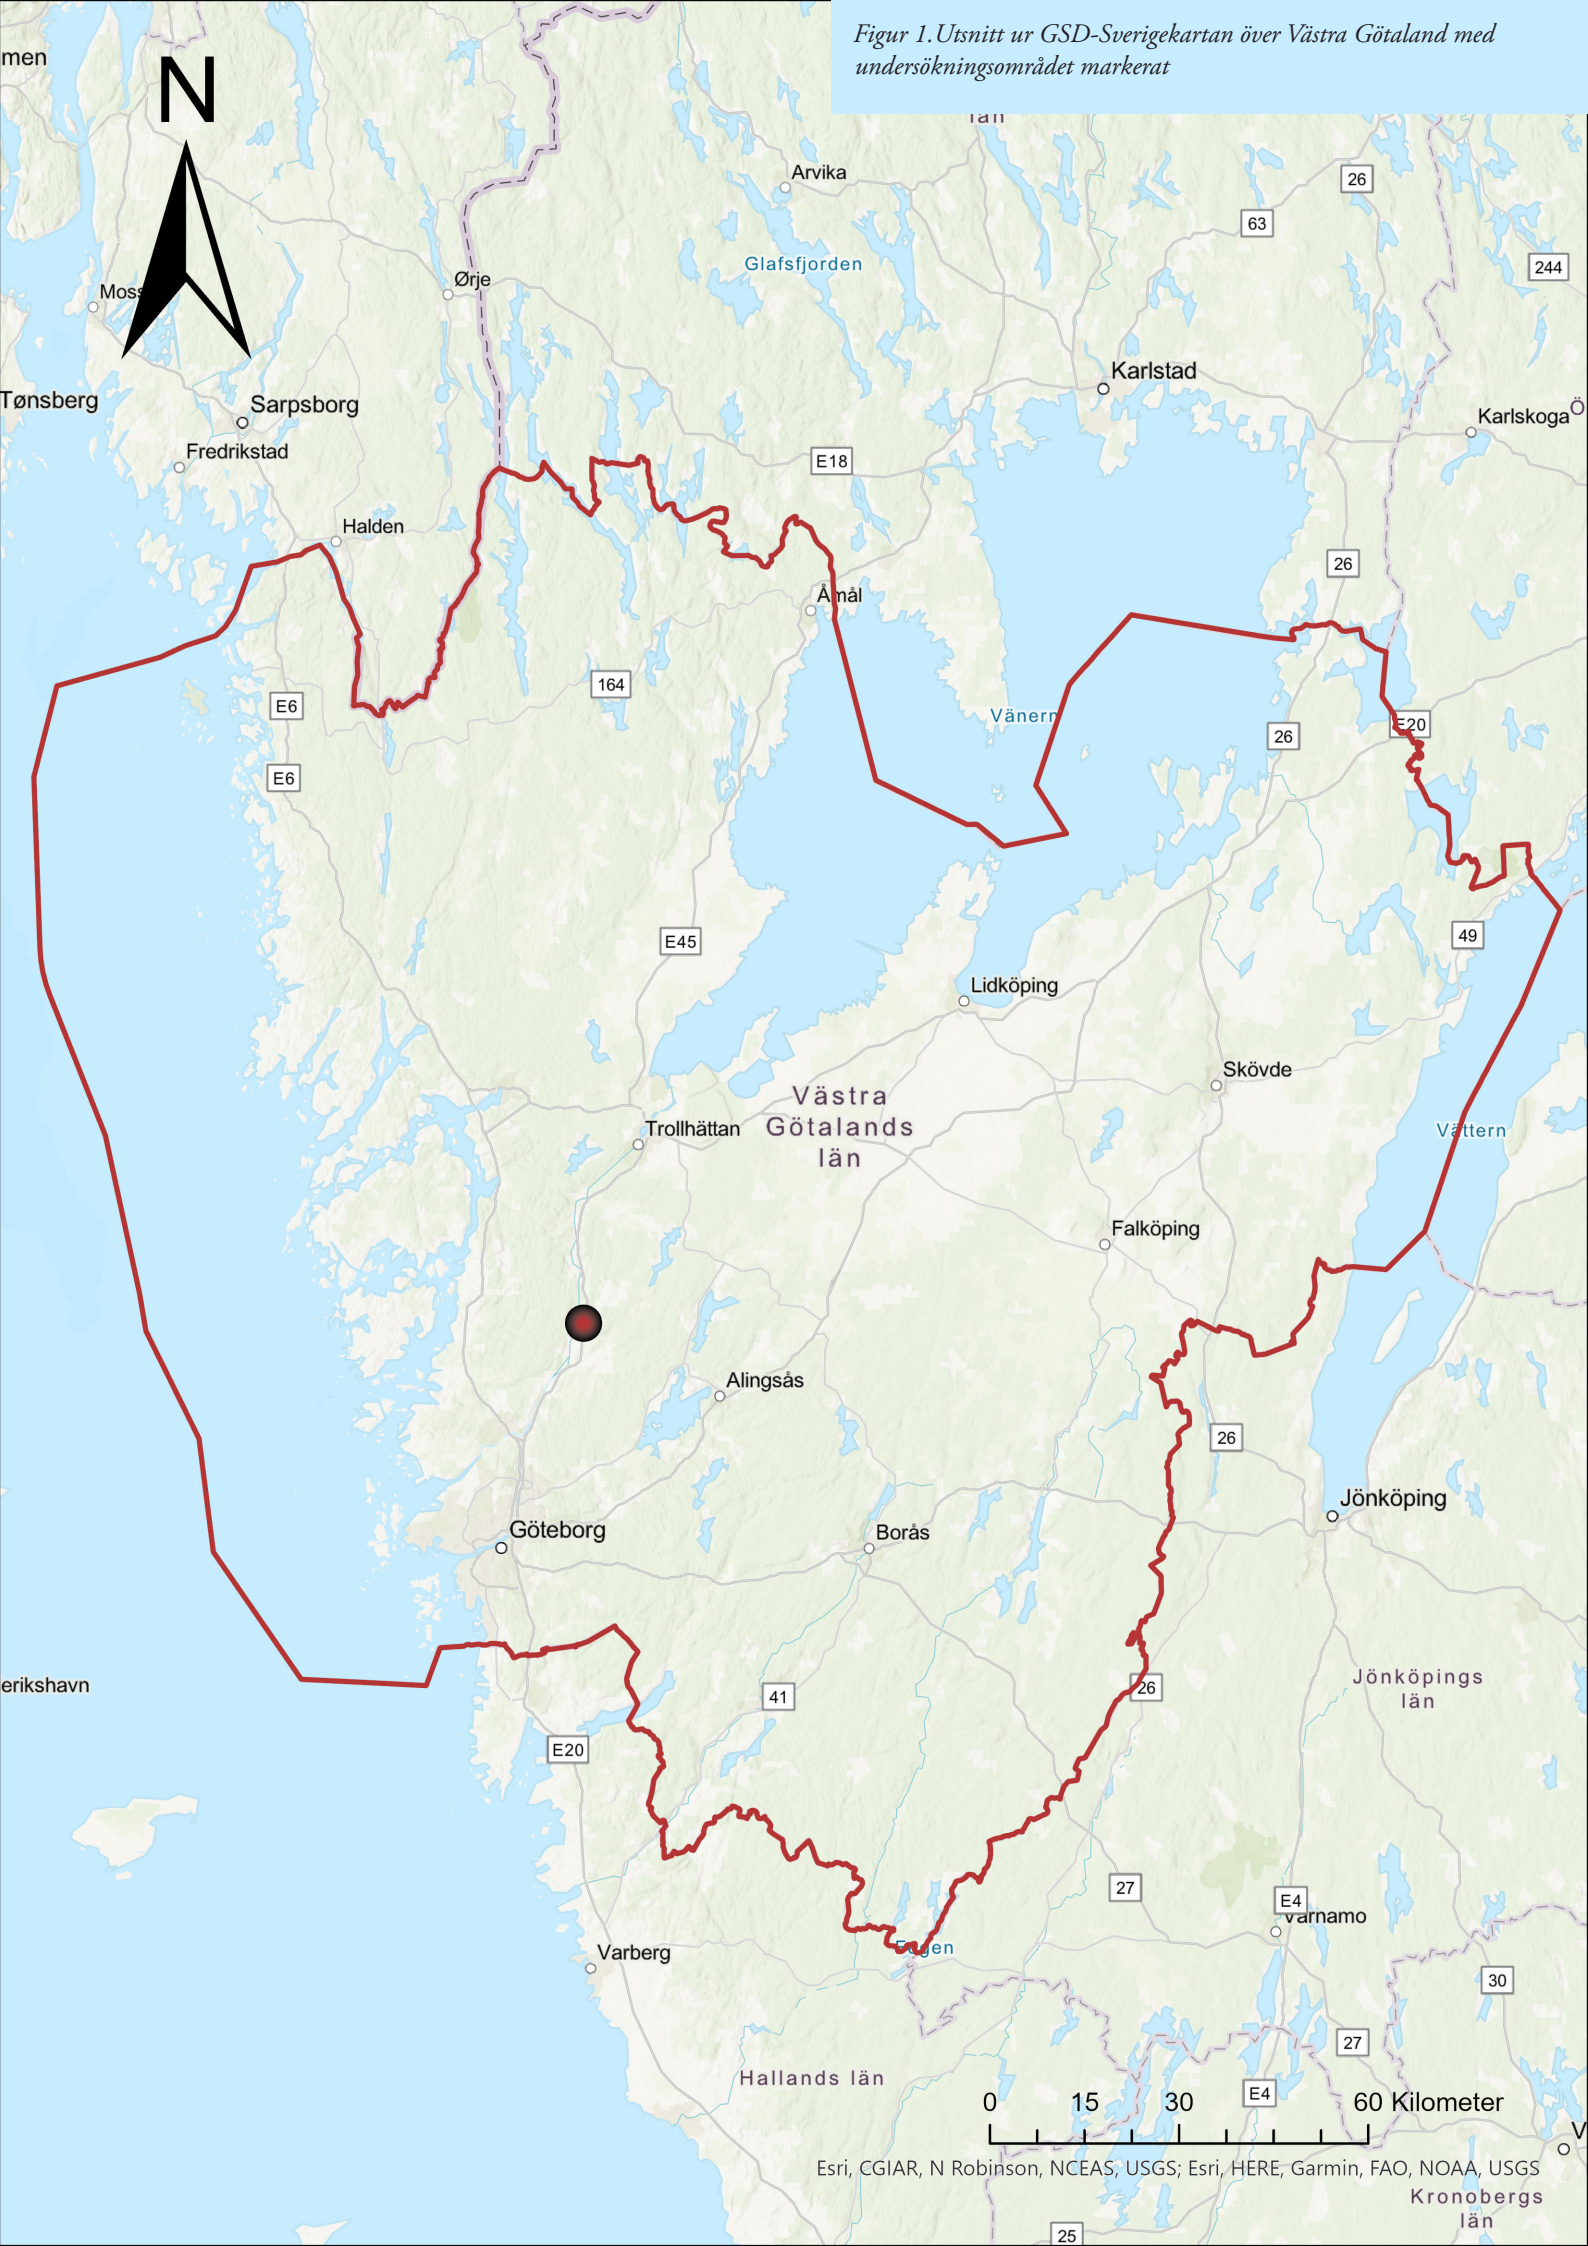 Figur 1.Utsnitt ur GSD-Sverigekartan över Västra Götaland med
undersökningsområdet markerat
men
N
län
Arvika
26
63
Glafsfjorden
244
Moss
Ørje
Karlstad
Tønsberg
Sarpsborg
Karlskoga
Ö
Fredrikstad
E18
Halden
26
Åmål
164
E6
Vänern
E20
26
E6
49
E45
Lidköping
Skövde
Västra
Götalands
län
Trollhättan
Vättern
Falköping
Alingsås
26
Jönköping
Göteborg
Borås
erikshavn
26
Jönköpings
län
41
E20
27
E4
Värnamo
Fegen
Varberg
30
27
Hallands län
E4
0 15 30 60 Kilometer
V
Esri, CGIAR, N Robinson, NCEAS, USGS; Esri, HERE, Garmin, FAO, NOAA, USGS
Kronobergs
län
25